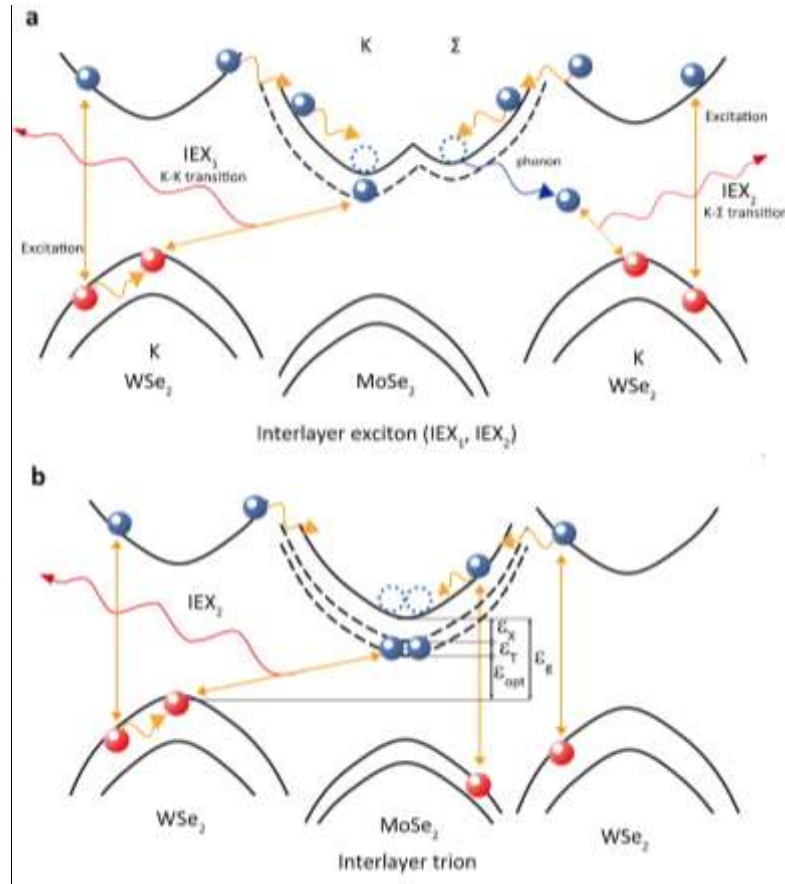 a
K Σ
IEX₁
K-K transition
Excitation
phonon
Excitation
IEX₂
K-Σ transition
K
WSe₂
MoSe₂
K
WSe₂
Interlayer exciton (IEX₁, IEX₂)
b
IEX₂
εX
εT
εopt
εg
WSe₂
MoSe₂
WSe₂
Interlayer trion